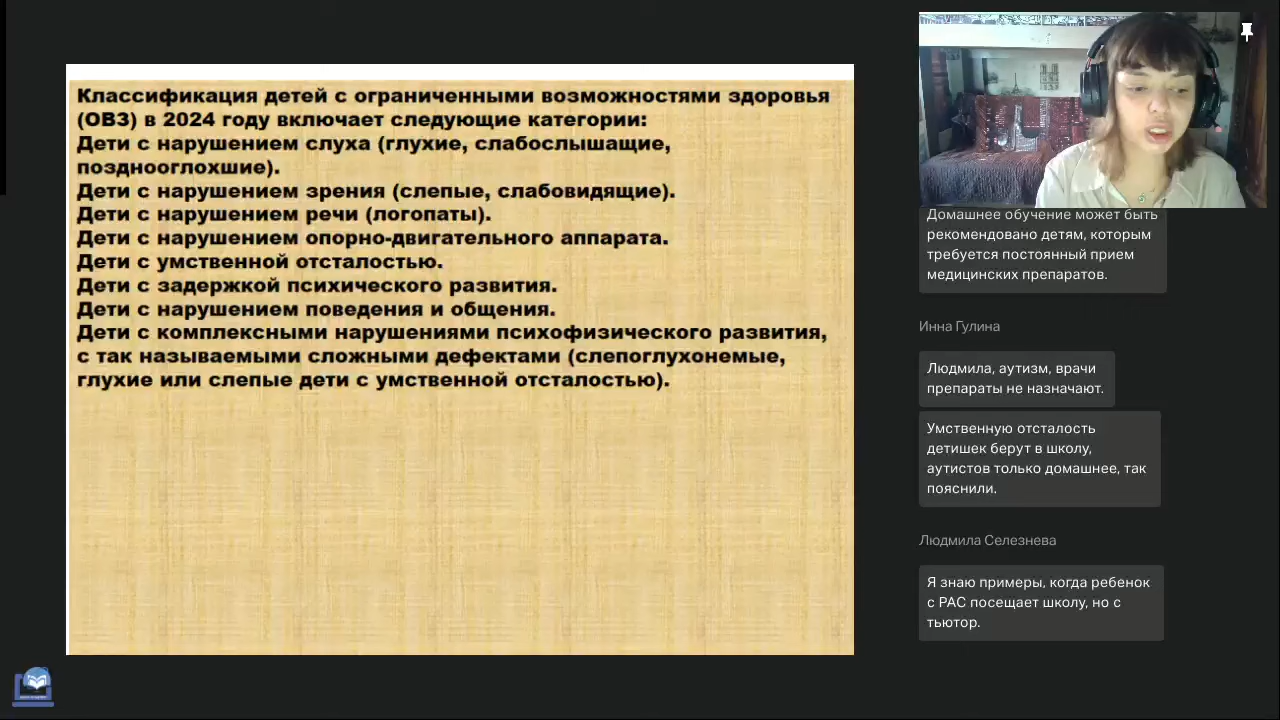 Классификация детей с ограниченными возможностями здоровья
(ОВЗ) в 2024 году включает следующие категории:
Дети с нарушением слуха (глухие, слабослышащие,
позднооглохшие).
Дети с нарушением зрения (слепые, слабовидящие).
Дети с нарушением речи (логопаты).
Дети с нарушением опорно-двигательного аппарата.
Дети с умственной отсталостью.
Дети с задержкой психического развития.
Дети с нарушением поведения и общения.
Дети с комплексными нарушениями психофизического развития,
с так называемыми сложными дефектами (слепоглухонемые,
глухие или слепые дети с умственной отсталостью).
Домашнее обучение может быть
рекомендовано детям, которым
требуется постоянный прием
медицинских препаратов.
Инна Гулина
Людмила, аутизм, врачи
препараты не назначают.
Умственную отсталость
детишек берут в школу,
аутистов только домашнее, так
пояснили.
Людмила Селезнева
Я знаю примеры, когда ребенок
с РАС посещает школу, но с
тьютор.